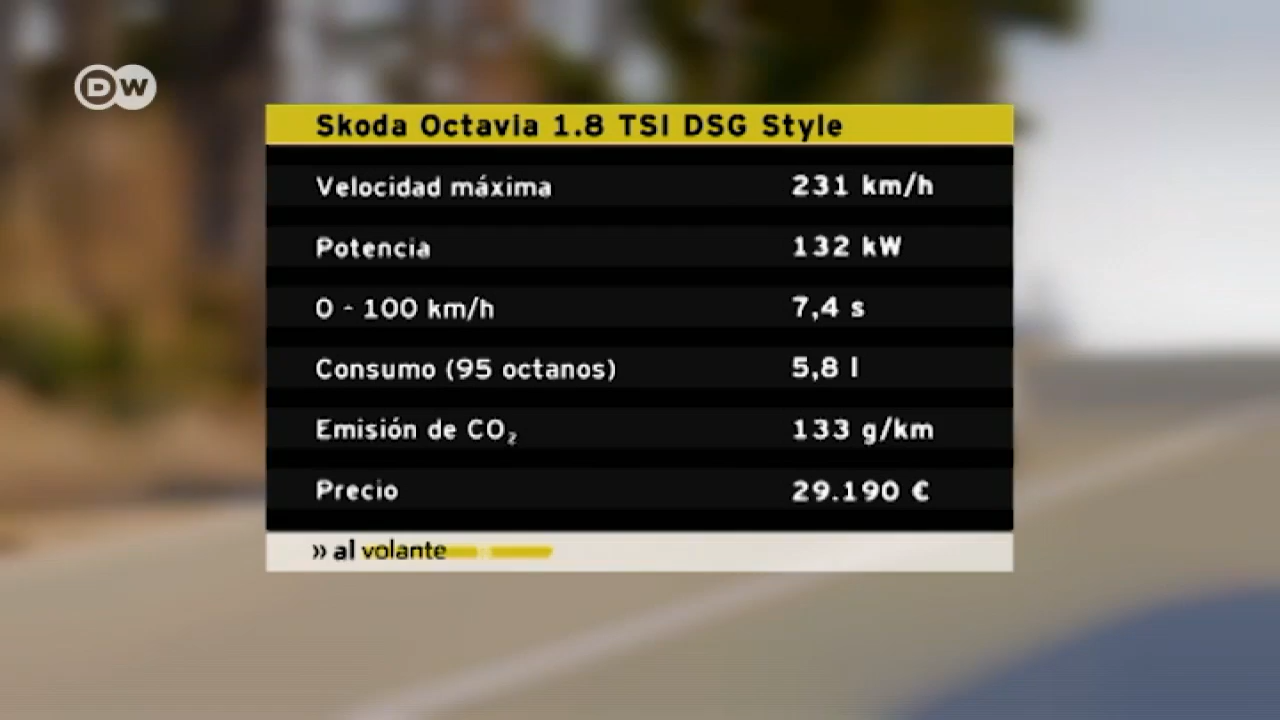 DW
Skoda Octavia 1.8 TSI DSG Style
Velocidad máxima 231 km/h
Potencia 132 kW
0 - 100 km/h 7,4 s
Consumo (95 octanos) 5,8 l
Emisión de CO₂ 133 g/km
Precio 29.190 €
» al volante